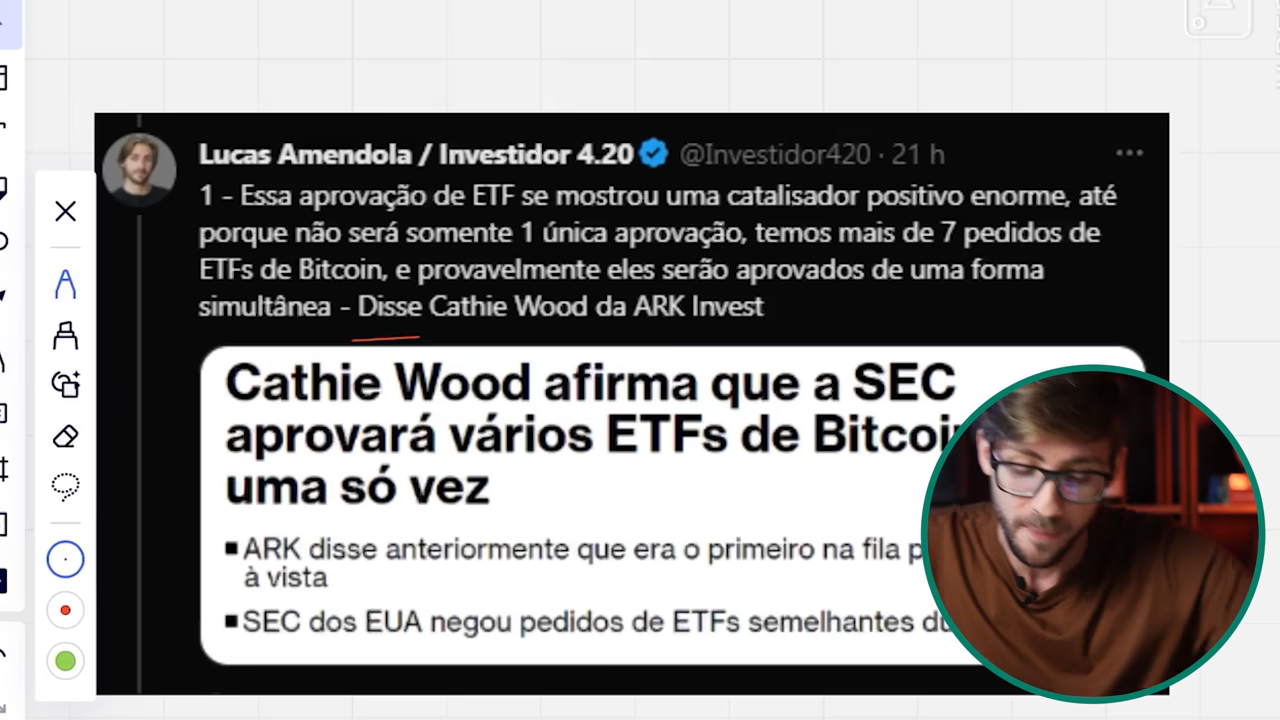 Lucas Amendola / Investidor 4.20 @Investidor420 · 21 h
1 - Essa aprovação de ETF se mostrou uma catalisador positivo enorme, até
porque não será somente 1 única aprovação, temos mais de 7 pedidos de
ETFs de Bitcoin, e provavelmente eles serão aprovados de uma forma
simultânea - Disse Cathie Wood da ARK Invest
Cathie Wood afirma que a SEC
aprovará vários ETFs de
uma só vez
■ ARK disse anteriormente que era o primeiro na fila
à vista
■ SEC dos EUA negou pedidos de ETFs semelhantes